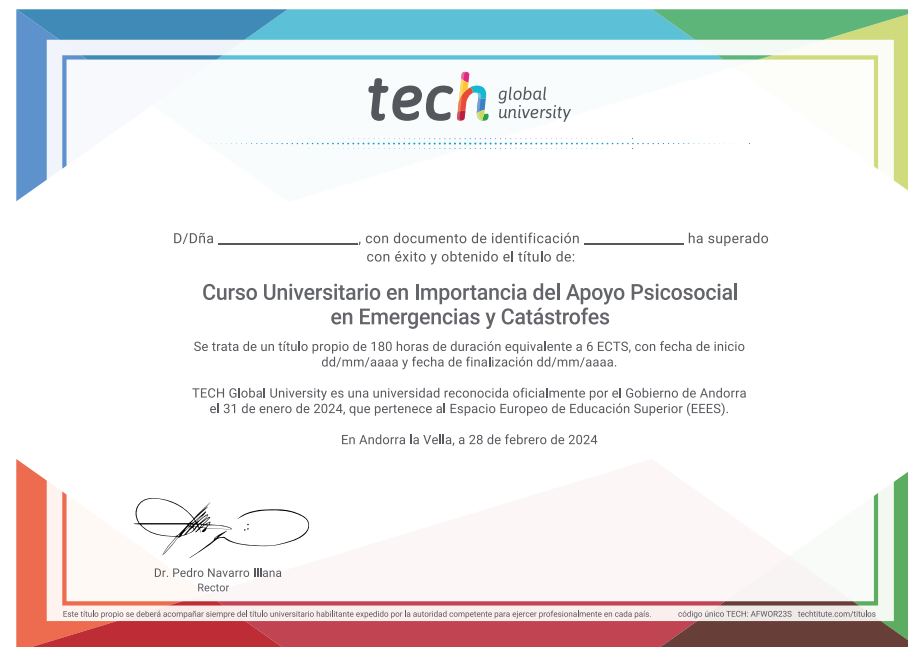 tech global university
D/Dña ________________, con documento de identificación ____________ ha superado
con éxito y obtenido el título de:
Curso Universitario en Importancia del Apoyo Psicosocial
en Emergencias y Catástrofes
Se trata de un título propio de 180 horas de duración equivalente a 6 ECTS, con fecha de inicio
dd/mm/aaaa y fecha de finalización dd/mm/aaaa.
TECH Global University es una universidad reconocida oficialmente por el Gobierno de Andorra
el 31 de enero de 2024, que pertenece al Espacio Europeo de Educación Superior (EEES).
En Andorra la Vella, a 28 de febrero de 2024
Dr. Pedro Navarro Illana
Rector
Este título propio se deberá acompañar siempre del título universitario habilitante expedido por la autoridad competente para ejercer profesionalmente en cada país. código único TECH: AFWOR23S techtitute.com/titulos